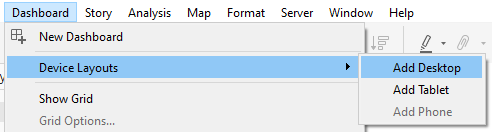 Dashboard Story Analysis Map Format Server Window Help
New Dashboard
Device Layouts
Show Grid
Grid Options...
Add Desktop
Add Tablet
Add Phone